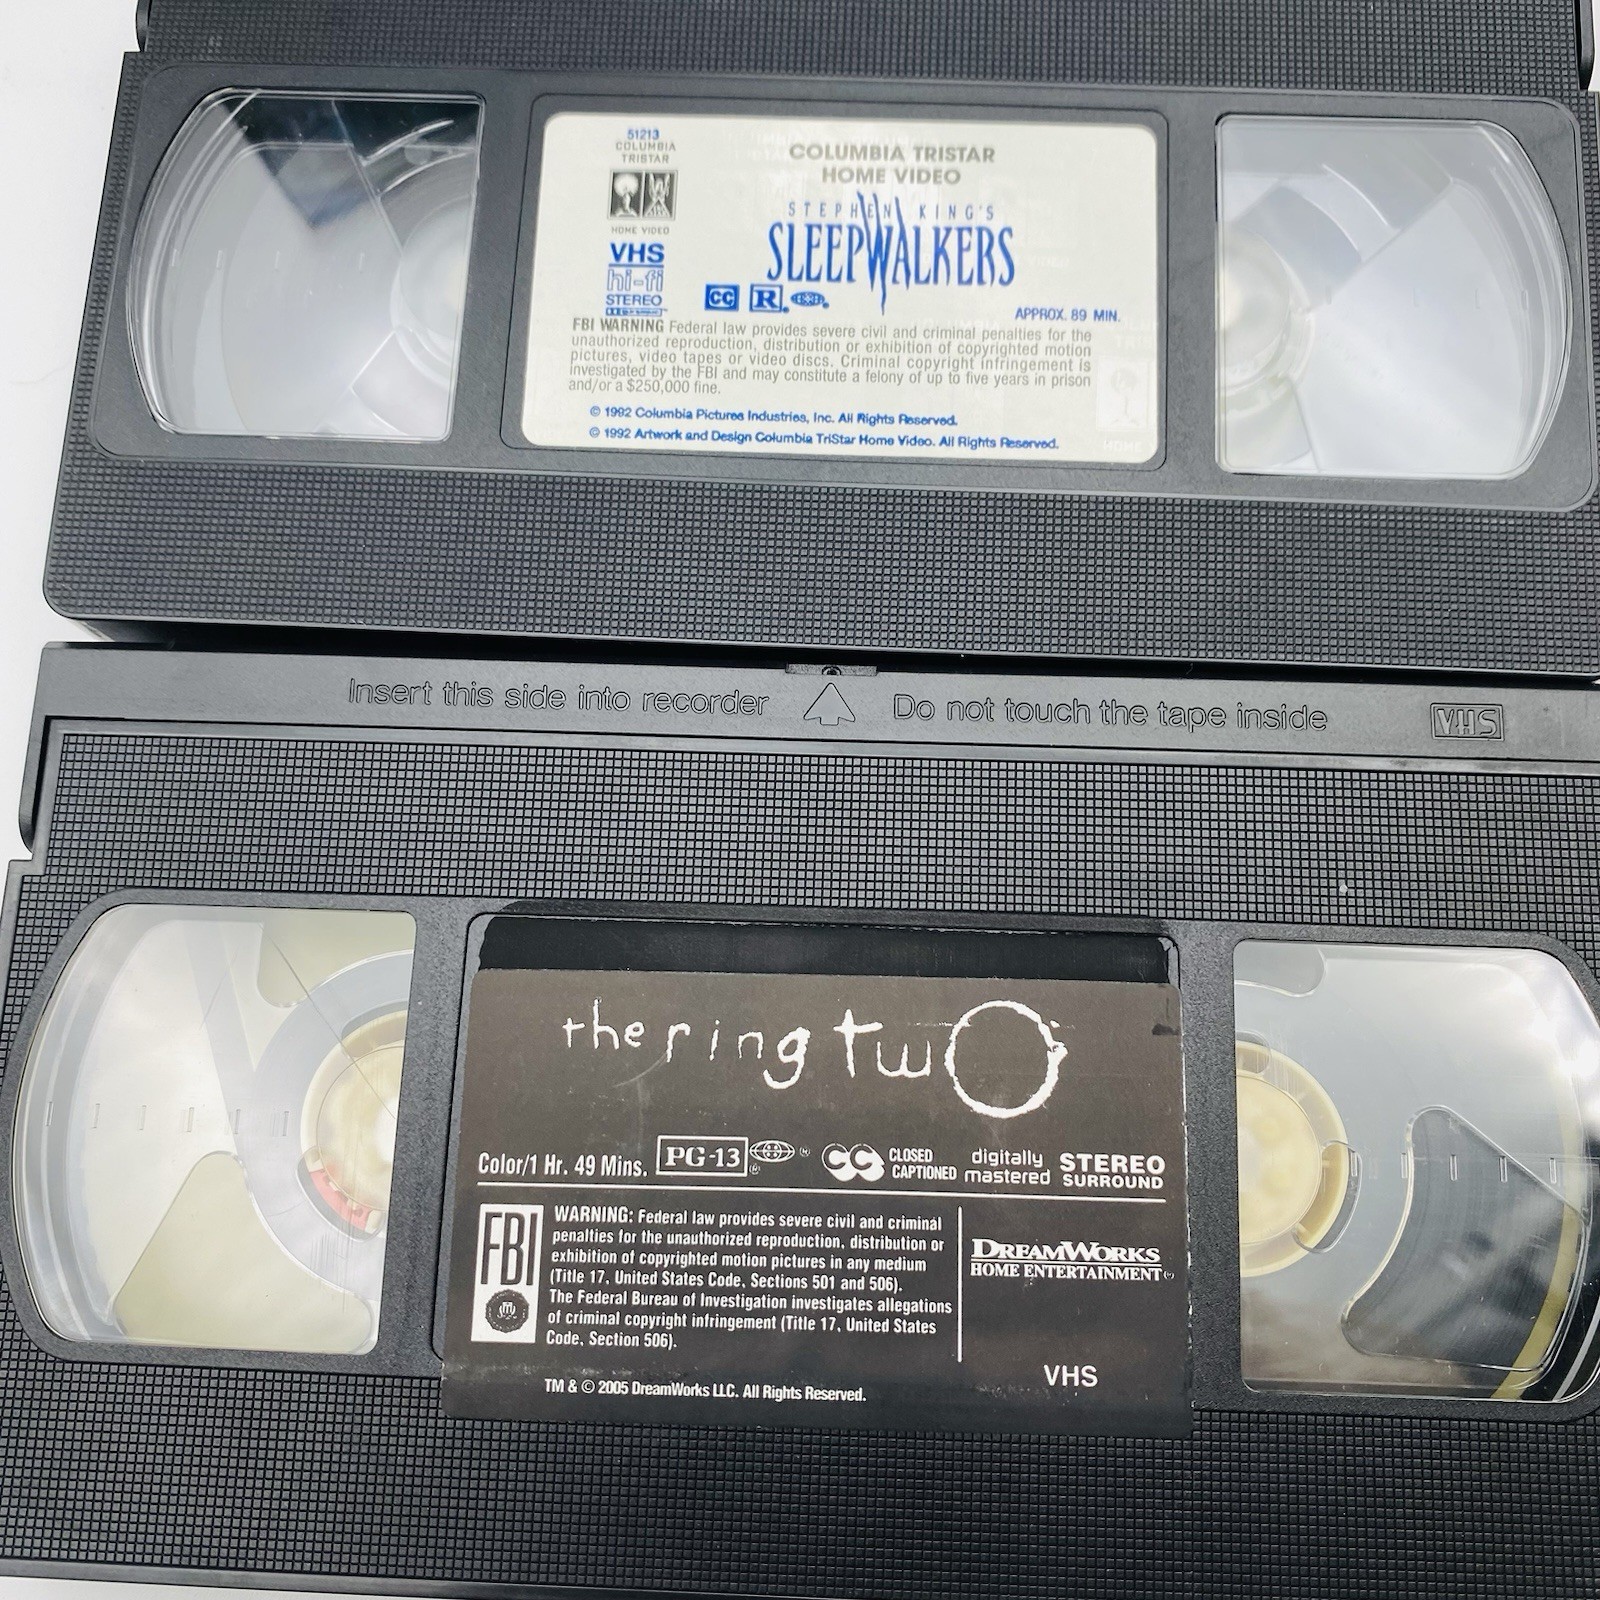 51213
COLUMBIA
TRISTAR
HOME VIDEO
VHS
hi-fi
STEREO
COLUMBIA TRISTAR
HOME VIDEO
STEPHEN KING'S
SLEEPWALKERS
CC R
APPROX. 89 MIN.
FBI WARNING Federal law provides severe civil and criminal penalties for the
unauthorized reproduction, distribution or exhibition of copyrighted motion
pictures, video tapes or video discs. Criminal copyright infringement is
investigated by the FBI and may constitute a felony of up to five years in prison
and/or a $250,000 fine.
© 1992 Columbia Pictures Industries, Inc. All Rights Reserved.
© 1992 Artwork and Design Columbia TriStar Home Video. All Rights Reserved.
Insert this side into recorder Do not touch the tape inside VHS
the ring two
Color/1 Hr. 49 Mins. PG-13 ® ® CC CLOSED CAPTIONED digitally mastered STEREO SURROUND
FBI
WARNING: Federal law provides severe civil and criminal
penalties for the unauthorized reproduction, distribution or
exhibition of copyrighted motion pictures in any medium
(Title 17, United States Code, Sections 501 and 506).
The Federal Bureau of Investigation investigates allegations
of criminal copyright infringement (Title 17, United States
Code, Section 506).
DREAMWORKS
HOME ENTERTAINMENT
VHS
TM & © 2005 DreamWorks LLC. All Rights Reserved.